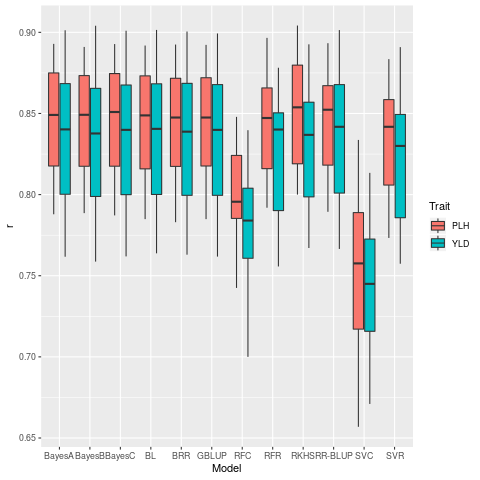 0.90
0.85
0.80
0.75
0.70
0.65
r
BayesA BayesB BayesC BL BRR GBLUP RFC RFR RKHS RR-BLUP SVC SVR
Model
Trait
PLH
YLD